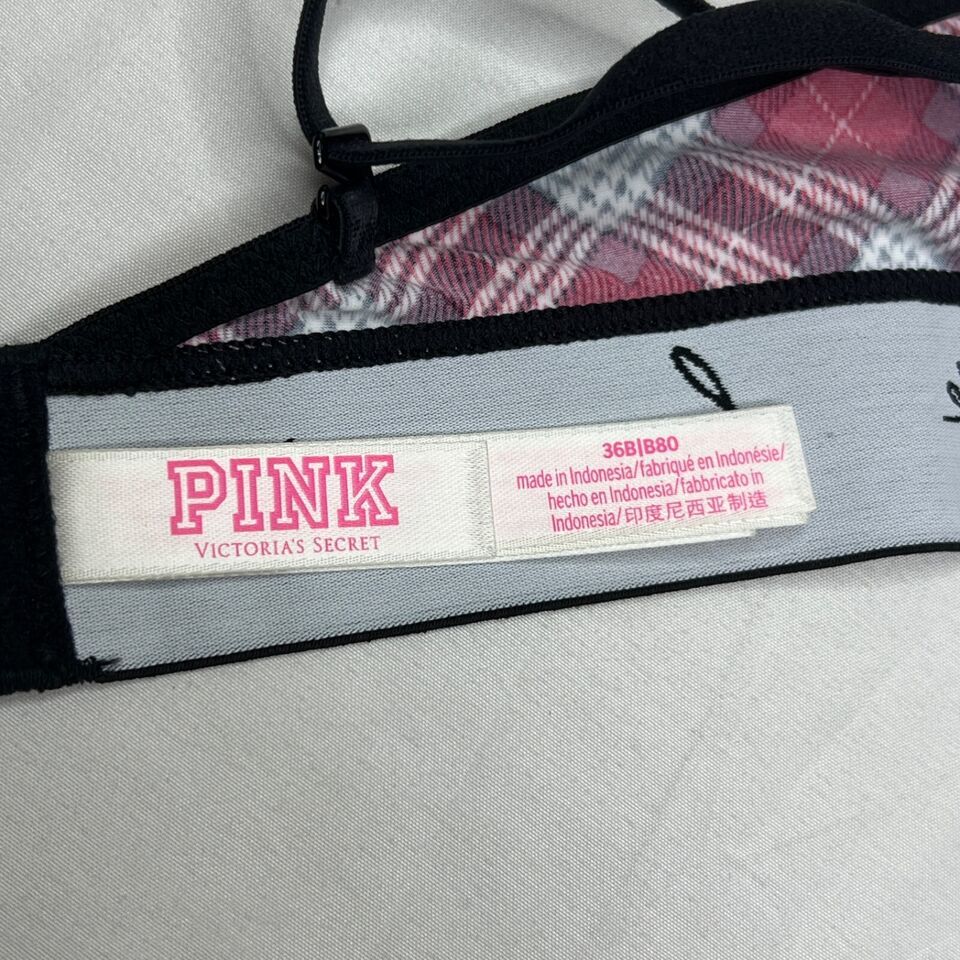 PINK
VICTORIA'S SECRET
36B|B80
made in Indonesia/fabriqué en Indonésie/
hecho en Indonesia/fabbricato in
Indonesia/印度尼西亚制造